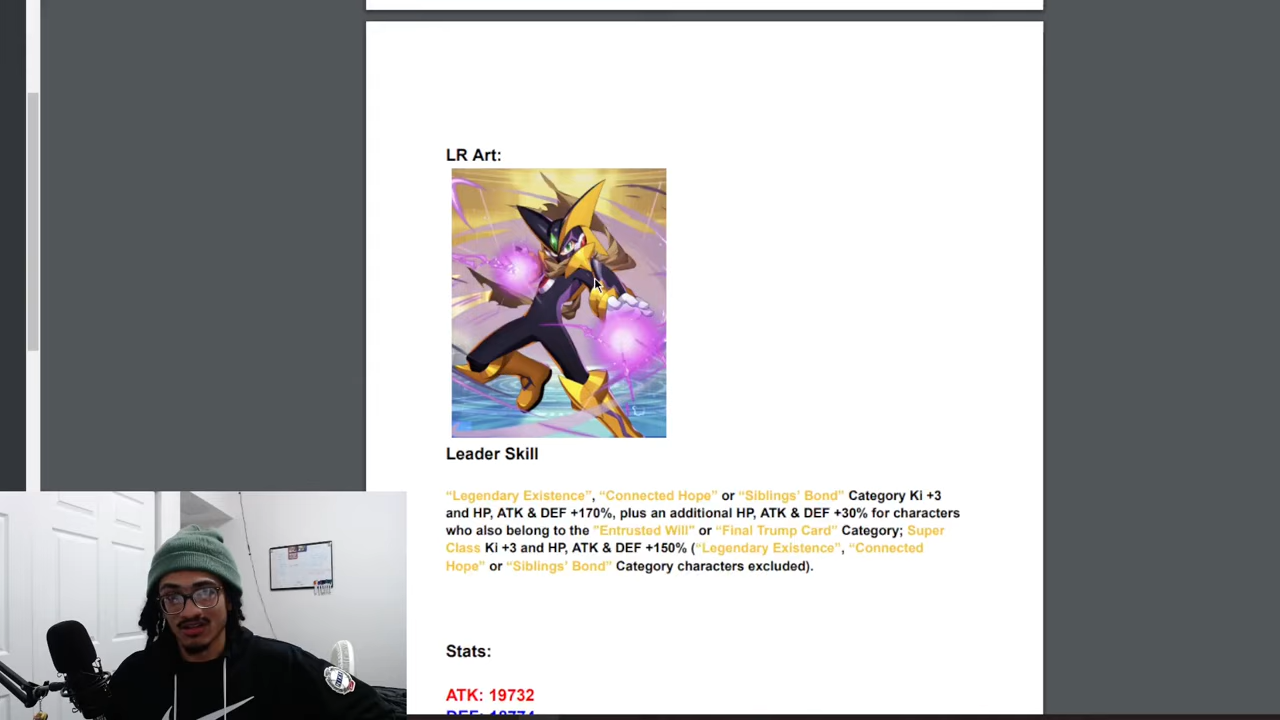 LR Art:
Leader Skill
“Legendary Existence”, “Connected Hope” or “Siblings’ Bond” Category Ki +3
and HP, ATK & DEF +170%, plus an additional HP, ATK & DEF +30% for characters
who also belong to the "Entrusted Will” or “Final Trump Card” Category; Super
Class Ki +3 and HP, ATK & DEF +150% (“Legendary Existence”, “Connected
Hope” or “Siblings’ Bond” Category characters excluded).
Stats:
ATK: 19732